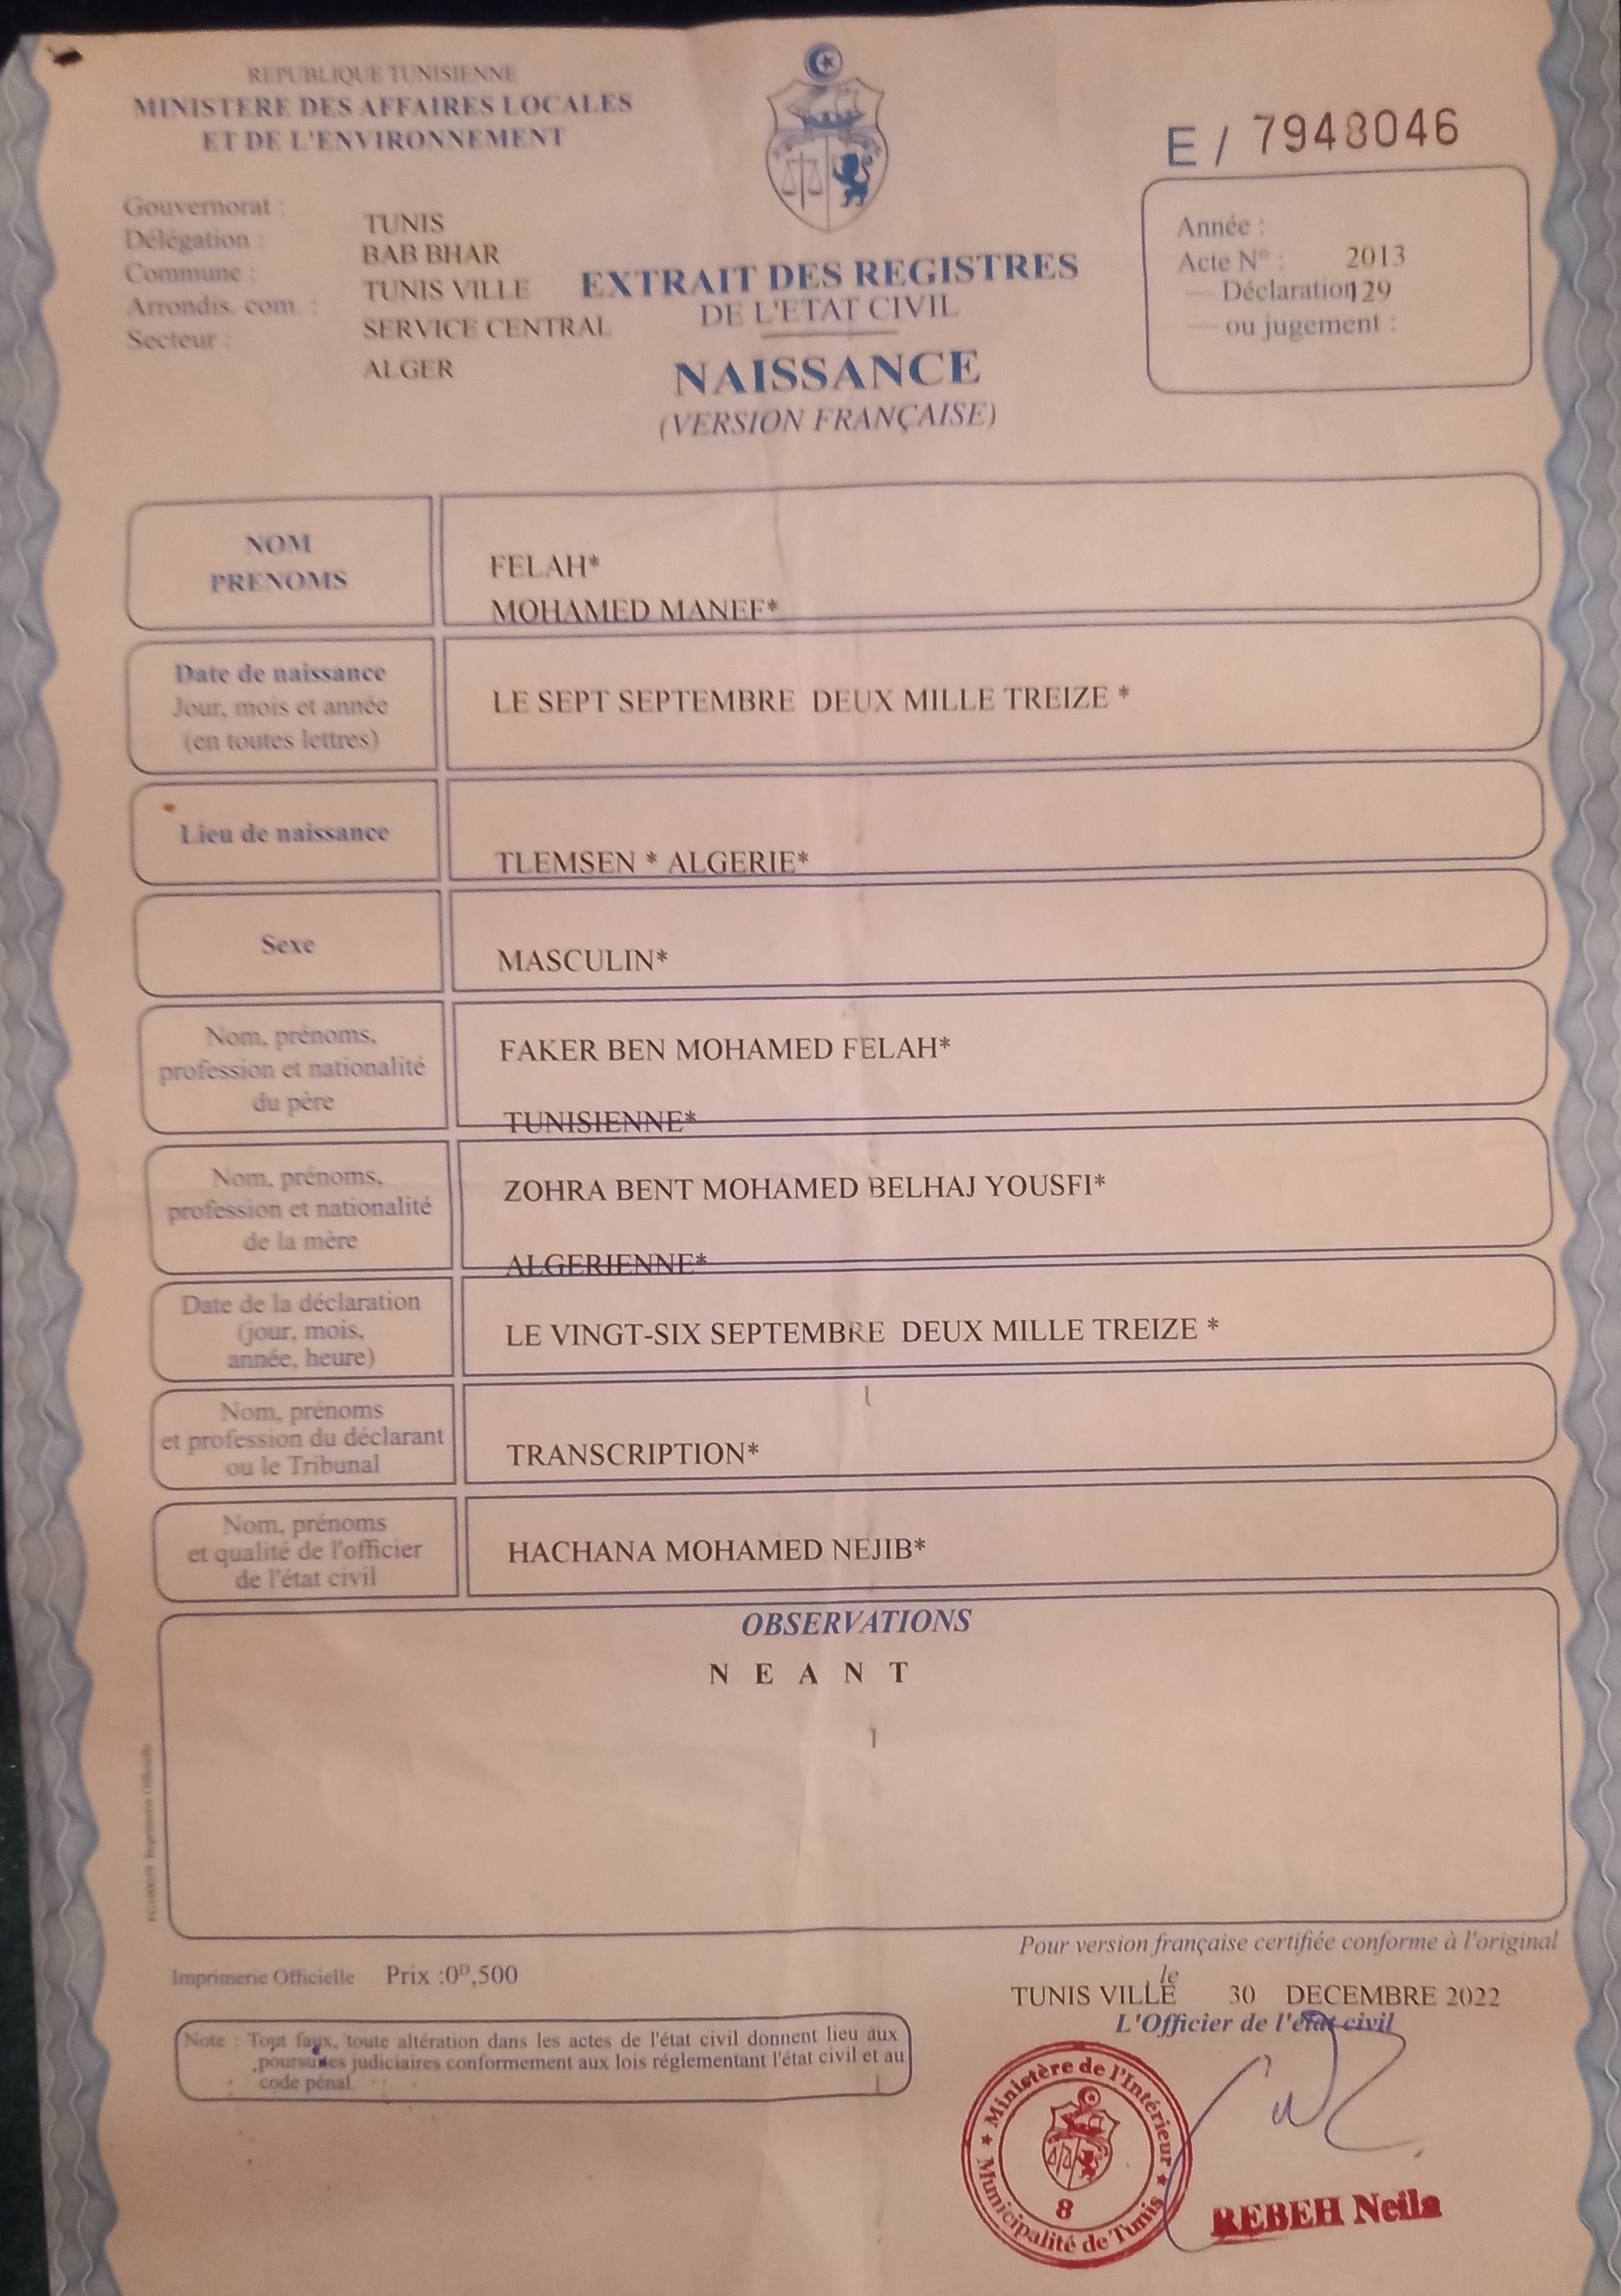 REPUBLIQUE TUNISIENNE
MINISTERE DES AFFAIRES LOCALES
ET DE L'ENVIRONNEMENT
E / 7948046
Gouvernorat : TUNIS
Délégation : BAB BHAR
Commune : TUNIS VILLE
Arrondis. com. : SERVICE CENTRAL
Secteur : ALGER
EXTRAIT DES REGISTRES
DE L'ETAT CIVIL
NAISSANCE
(VERSION FRANÇAISE)
Année :
Acte N° : 2013
— Déclaration 129
— ou jugement :
NOM
PRENOMS
FELAH*
MOHAMED MANEF*
Date de naissance
Jour, mois et année
(en toutes lettres)
LE SEPT SEPTEMBRE DEUX MILLE TREIZE *
Lieu de naissance
TLEMSEN * ALGERIE*
Sexe
MASCULIN*
Nom, prénoms,
profession et nationalité
du père
FAKER BEN MOHAMED FELAH*
TUNISIENNE*
Nom, prénoms,
profession et nationalité
de la mère
ZOHRA BENT MOHAMED BELHAJ YOUSFI*
ALGERIENNE*
Date de la déclaration
(jour, mois,
année, heure)
LE VINGT-SIX SEPTEMBRE DEUX MILLE TREIZE *
Nom, prénoms
et profession du déclarant
ou le Tribunal
TRANSCRIPTION*
Nom, prénoms
et qualité de l'officier
de l'état civil
HACHANA MOHAMED NEJIB*
OBSERVATIONS
N E A N T
Imprimerie Officielle
Pour version française certifiée conforme à l'original
Imprimerie Officielle Prix :0ᴰ,500
TUNIS VILLE le 30 DECEMBRE 2022
L'Officier de l'état civil
Note : Tout faux, toute altération dans les actes de l'état civil donnent lieu aux
poursuites judiciaires conformement aux lois réglementant l'état civil et au
code pénal.
Ministère de l'Intérieur
8
Municipalité de Tunis
REBEH Neila